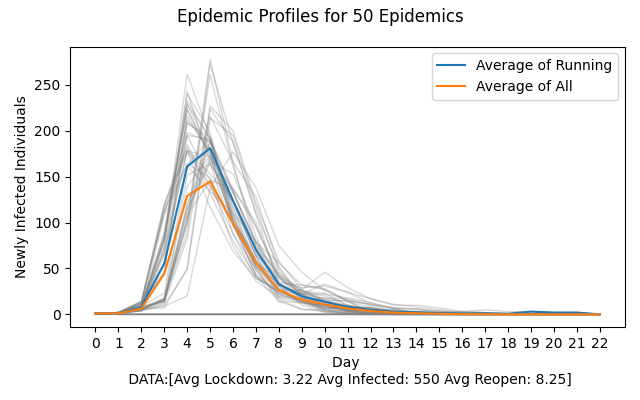 Epidemic Profiles for 50 Epidemics
Average of Running
Average of All
Newly Infected Individuals
250
200
150
100
50
0
0 1 2 3 4 5 6 7 8 9 10 11 12 13 14 15 16 17 18 19 20 21 22
Day
DATA:[Avg Lockdown: 3.22 Avg Infected: 550 Avg Reopen: 8.25]